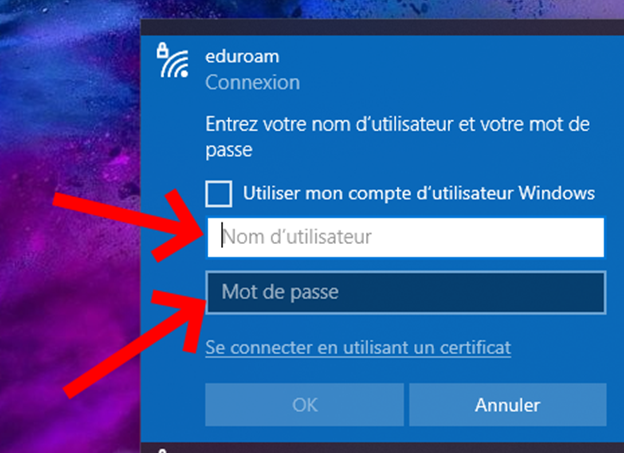 eduroam
Connexion
Entrez votre nom d'utilisateur et votre mot de
passe
Utiliser mon compte d'utilisateur Windows
Nom d'utilisateur
Mot de passe
Se connecter en utilisant un certificat
OK
Annuler